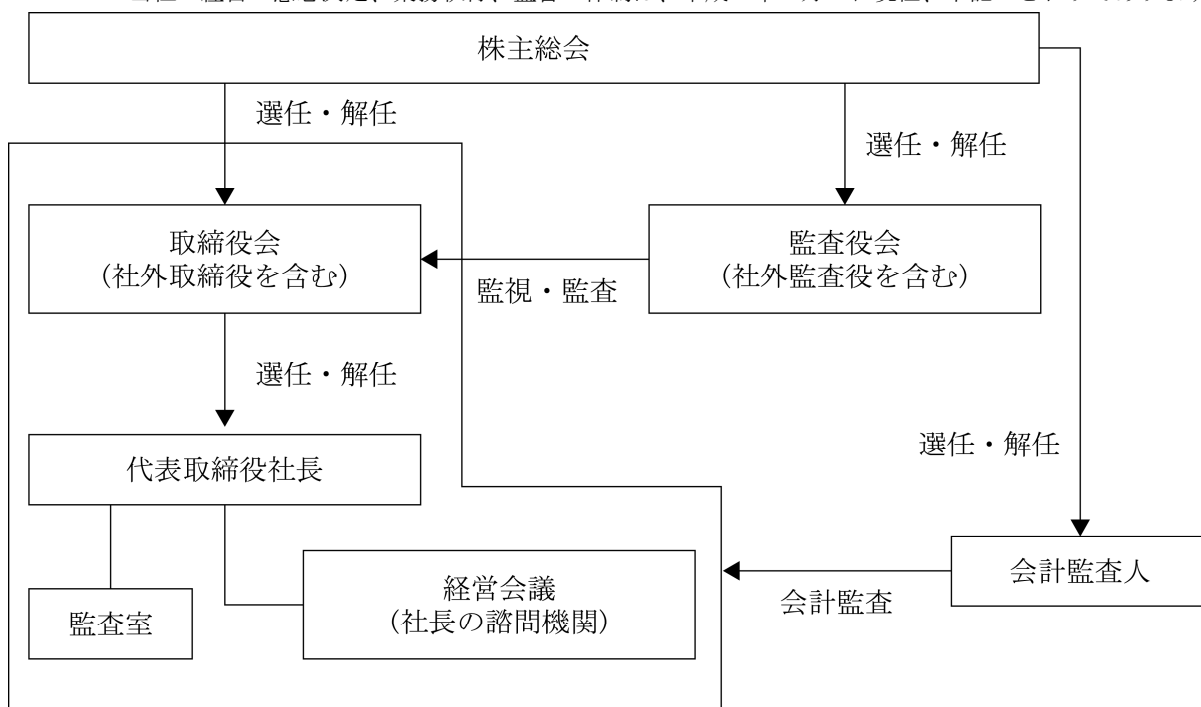 株主総会
選任・解任
選任・解任
取締役会
(社外取締役を含む)
監査役会
(社外監査役を含む)
監視・監査
選任・解任
代表取締役社長
選任・解任
会計監査人
経営会議
(社長の諮問機関)
会計監査
監査室